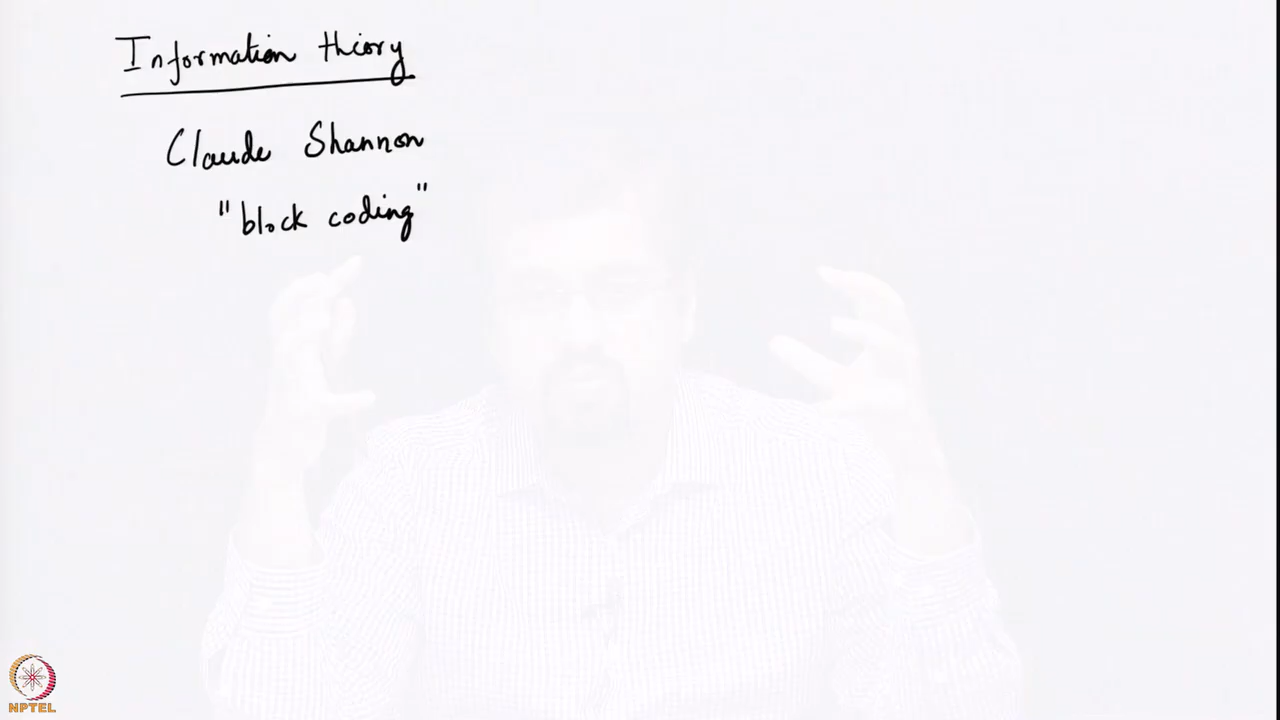 Information theory
Claude Shannon
"block coding"
NPTEL